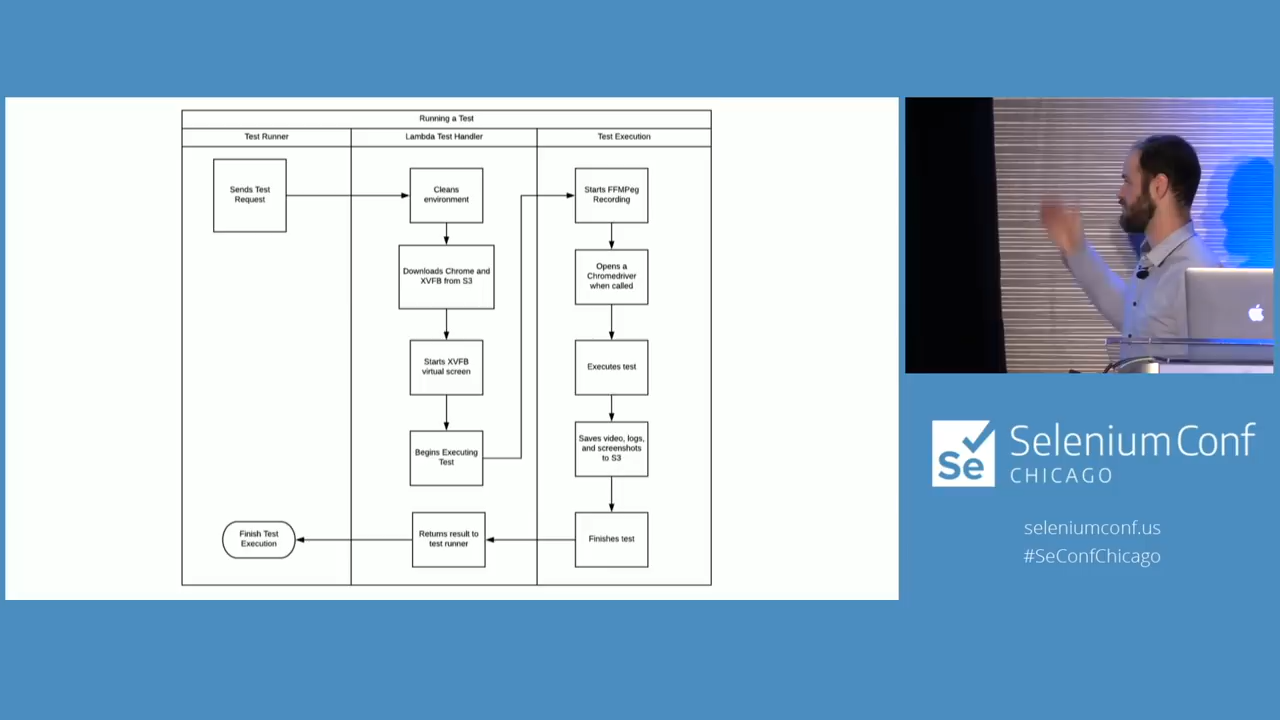 Running a Test
Test Runner
Lambda Test Handler
Test Execution
Sends Test
Request
Cleans
environment
Starts FFMPeg
Recording
Downloads Chrome and
XVFB from S3
Opens a
Chromedriver
when called
Starts XVFB
virtual screen
Executes test
Begins Executing
Test
Saves video, logs,
and screenshots
to S3
Finish Test
Execution
Returns result to
test runner
Finishes test
Se
SeleniumConf
CHICAGO
seleniumconf.us
#SeConfChicago